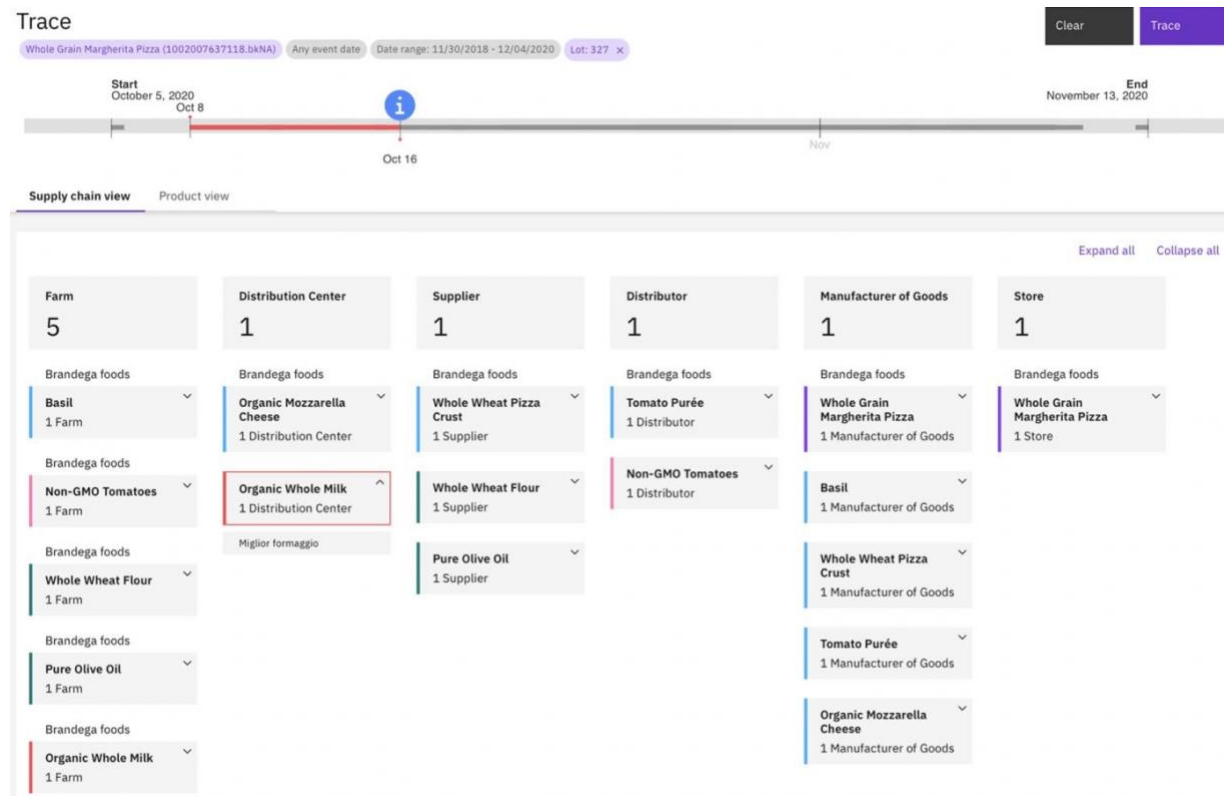 Trace
Clear
Trace
Whole Grain Margherita Pizza (1002007637118.bkNA)
Any event date
Date range: 11/30/2018 - 12/04/2020
Lot: 327 ×
Start
October 5, 2020
Oct 8
i
End
November 13, 2020
Oct 16
Nov
Supply chain view
Product view
Expand all
Collapse all
Farm
5
Brandega foods
Basil
1 Farm
Brandega foods
Non-GMO Tomatoes
1 Farm
Brandega foods
Whole Wheat Flour
1 Farm
Brandega foods
Pure Olive Oil
1 Farm
Brandega foods
Organic Whole Milk
1 Farm
Distribution Center
1
Brandega foods
Organic Mozzarella
Cheese
1 Distribution Center
Organic Whole Milk
1 Distribution Center
Miglior formaggio
Supplier
1
Brandega foods
Whole Wheat Pizza
Crust
1 Supplier
Whole Wheat Flour
1 Supplier
Pure Olive Oil
1 Supplier
Distributor
1
Brandega foods
Tomato Purée
1 Distributor
Non-GMO Tomatoes
1 Distributor
Manufacturer of Goods
1
Brandega foods
Whole Grain
Margherita Pizza
1 Manufacturer of Goods
Basil
1 Manufacturer of Goods
Whole Wheat Pizza
Crust
1 Manufacturer of Goods
Tomato Purée
1 Manufacturer of Goods
Organic Mozzarella
Cheese
1 Manufacturer of Goods
Store
1
Brandega foods
Whole Grain
Margherita Pizza
1 Store